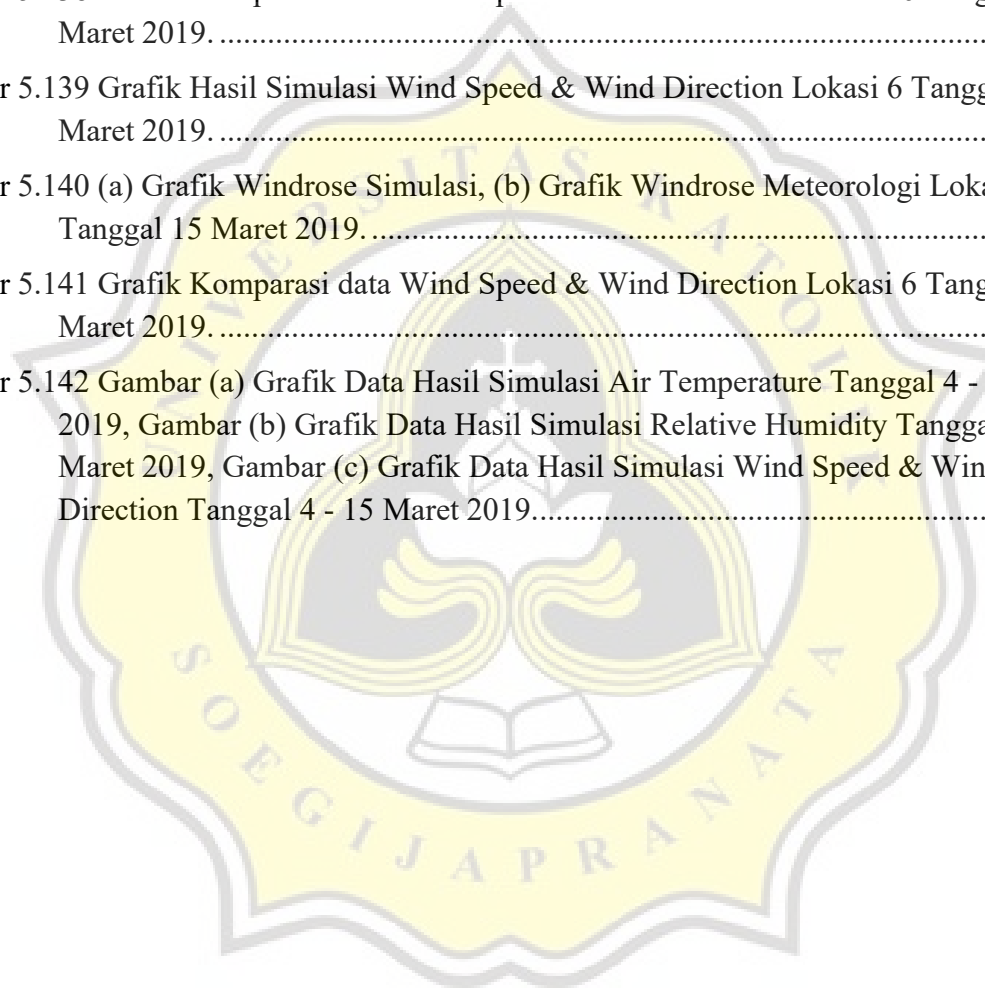 Maret 2019. ........................................................................................
r 5.139 Grafik Hasil Simulasi Wind Speed & Wind Direction Lokasi 6 Tangg
Maret 2019. ........................................................................................
r 5.140 (a) Grafik Windrose Simulasi, (b) Grafik Windrose Meteorologi Loka
Tanggal 15 Maret 2019. .......................................................................
r 5.141 Grafik Komparasi data Wind Speed & Wind Direction Lokasi 6 Tang
Maret 2019. ........................................................................................
r 5.142 Gambar (a) Grafik Data Hasil Simulasi Air Temperature Tanggal 4 -
2019, Gambar (b) Grafik Data Hasil Simulasi Relative Humidity Tangga
Maret 2019, Gambar (c) Grafik Data Hasil Simulasi Wind Speed & Win
Direction Tanggal 4 - 15 Maret 2019....................................................
UNIVERSITAS KATOLIK
SOEGIJAPRANATA